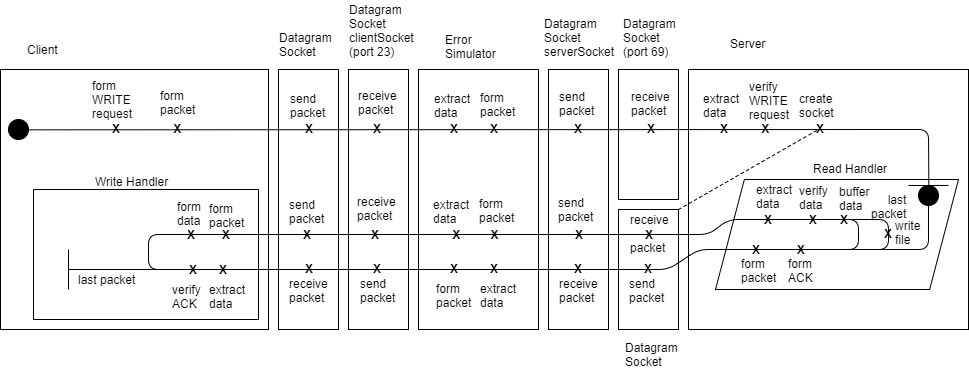 Client
Datagram
Socket
Datagram
Socket
clientSocket
(port 23)
Error
Simulator
Datagram
Socket
serverSocket
Datagram
Socket
(port 69)
Server
form
WRITE
request
form
packet
send
packet
receive
packet
extract
data
form
packet
send
packet
receive
packet
extract
data
verify
WRITE
request
create
socket
X X X X X X X X X X X
Write Handler
Read Handler
form
data
form
packet
send
packet
receive
packet
extract
data
form
packet
send
packet
receive
packet
extract
data
verify
data
buffer
data
last
packet
write
file
X X X X X X X X X X X X
last packet
verify
ACK
extract
data
receive
packet
send
packet
form
packet
extract
data
receive
packet
send
packet
form
packet
form
ACK
X X X X X X X X X X
Datagram
Socket